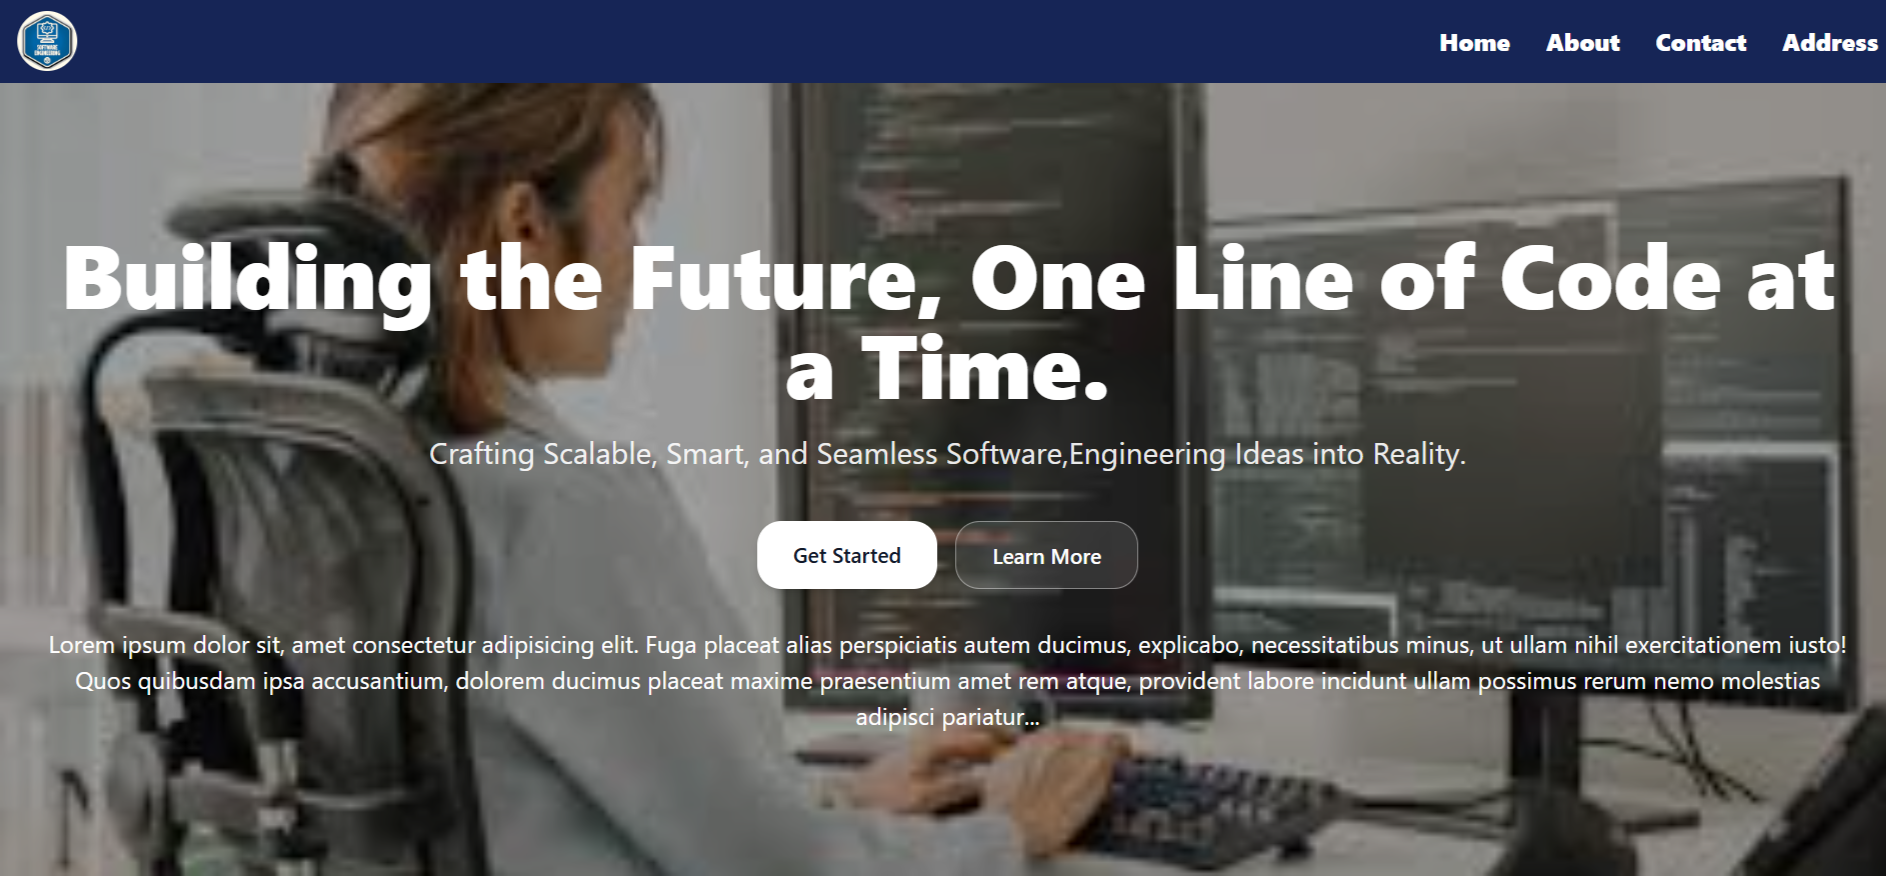 SOFTWARE
ENGINEERING
Home About Contact Address
Building the Future, One Line of Code at
a Time.
Crafting Scalable, Smart, and Seamless Software,Engineering Ideas into Reality.
Get Started Learn More
Lorem ipsum dolor sit, amet consectetur adipisicing elit. Fuga placeat alias perspiciatis autem ducimus, explicabo, necessitatibus minus, ut ullam nihil exercitationem iusto!
Quos quibusdam ipsa accusantium, dolorem ducimus placeat maxime praesentium amet rem atque, provident labore incidunt ullam possimus rerum nemo molestias
adipisci pariatur...